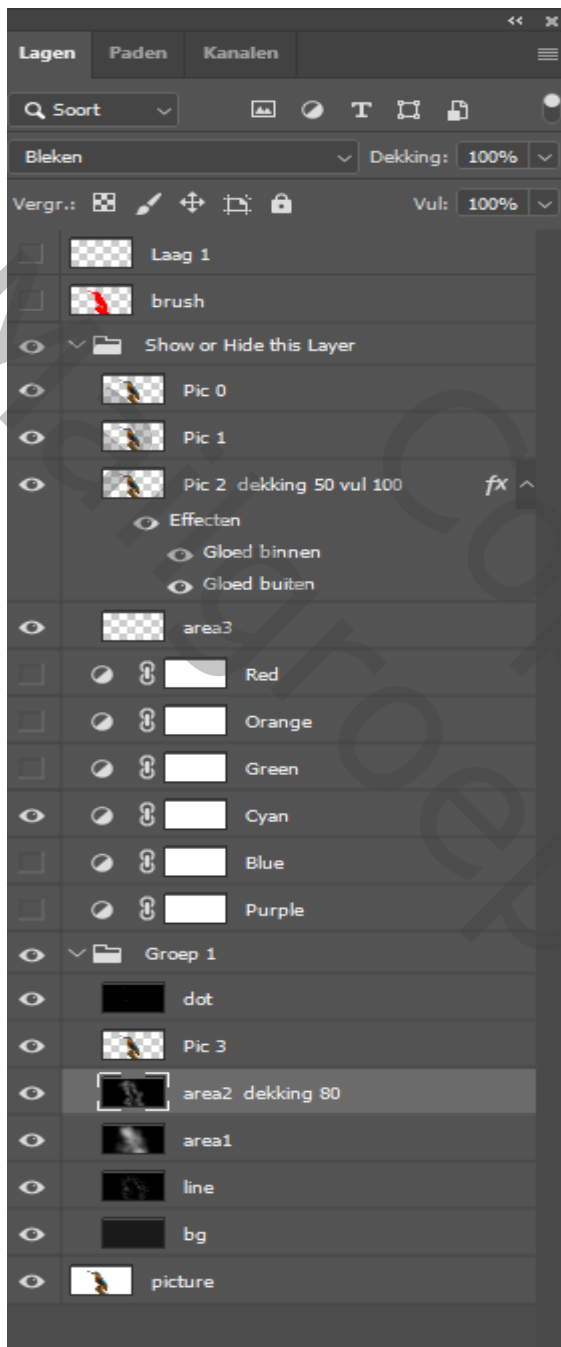 Lagen Paden Kanalen
Soort
Bleken Dekking: 100%
Vergr.: Vul: 100%
Laag 1
brush
Show or Hide this Layer
Pic 0
Pic 1
Pic 2 dekking 50 vul 100 fx
Effecten
Gloed binnen
Gloed buiten
area3
Red
Orange
Green
Cyan
Blue
Purple
Groep 1
dot
Pic 3
area2 dekking 80
area1
line
bg
picture